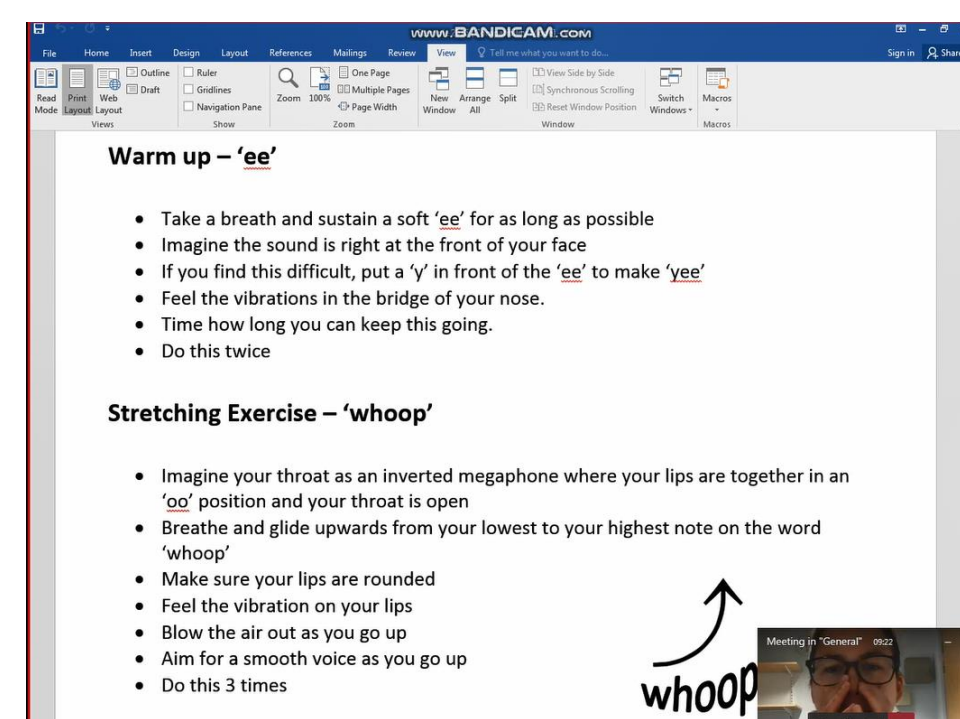 www.BANDICAM.com
File Home Insert Design Layout References Mailings Review View Tell me what you want to do... Sign in Share
Read Mode
Print Layout
Web Layout
Outline
Draft
Views
Ruler
Gridlines
Navigation Pane
Show
Zoom
100%
One Page
Multiple Pages
Page Width
Zoom
New Window
Arrange All
Split
View Side by Side
Synchronous Scrolling
Reset Window Position
Window
Switch Windows
Macros
Macros
Warm up – ‘ee’
• Take a breath and sustain a soft ‘ee’ for as long as possible
• Imagine the sound is right at the front of your face
• If you find this difficult, put a ‘y’ in front of the ‘ee’ to make ‘yee’
• Feel the vibrations in the bridge of your nose.
• Time how long you can keep this going.
• Do this twice
Stretching Exercise – ‘whoop’
• Imagine your throat as an inverted megaphone where your lips are together in an
‘oo’ position and your throat is open
• Breathe and glide upwards from your lowest to your highest note on the word
‘whoop’
• Make sure your lips are rounded
• Feel the vibration on your lips
• Blow the air out as you go up
• Aim for a smooth voice as you go up
• Do this 3 times
whoop
Meeting in "General" 09:22